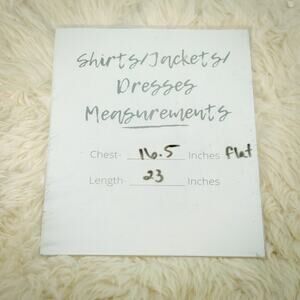 Shirts/Jackets/
Dresses
Measurements
Chest- 16.5 Inches flat
Length- 23 Inches